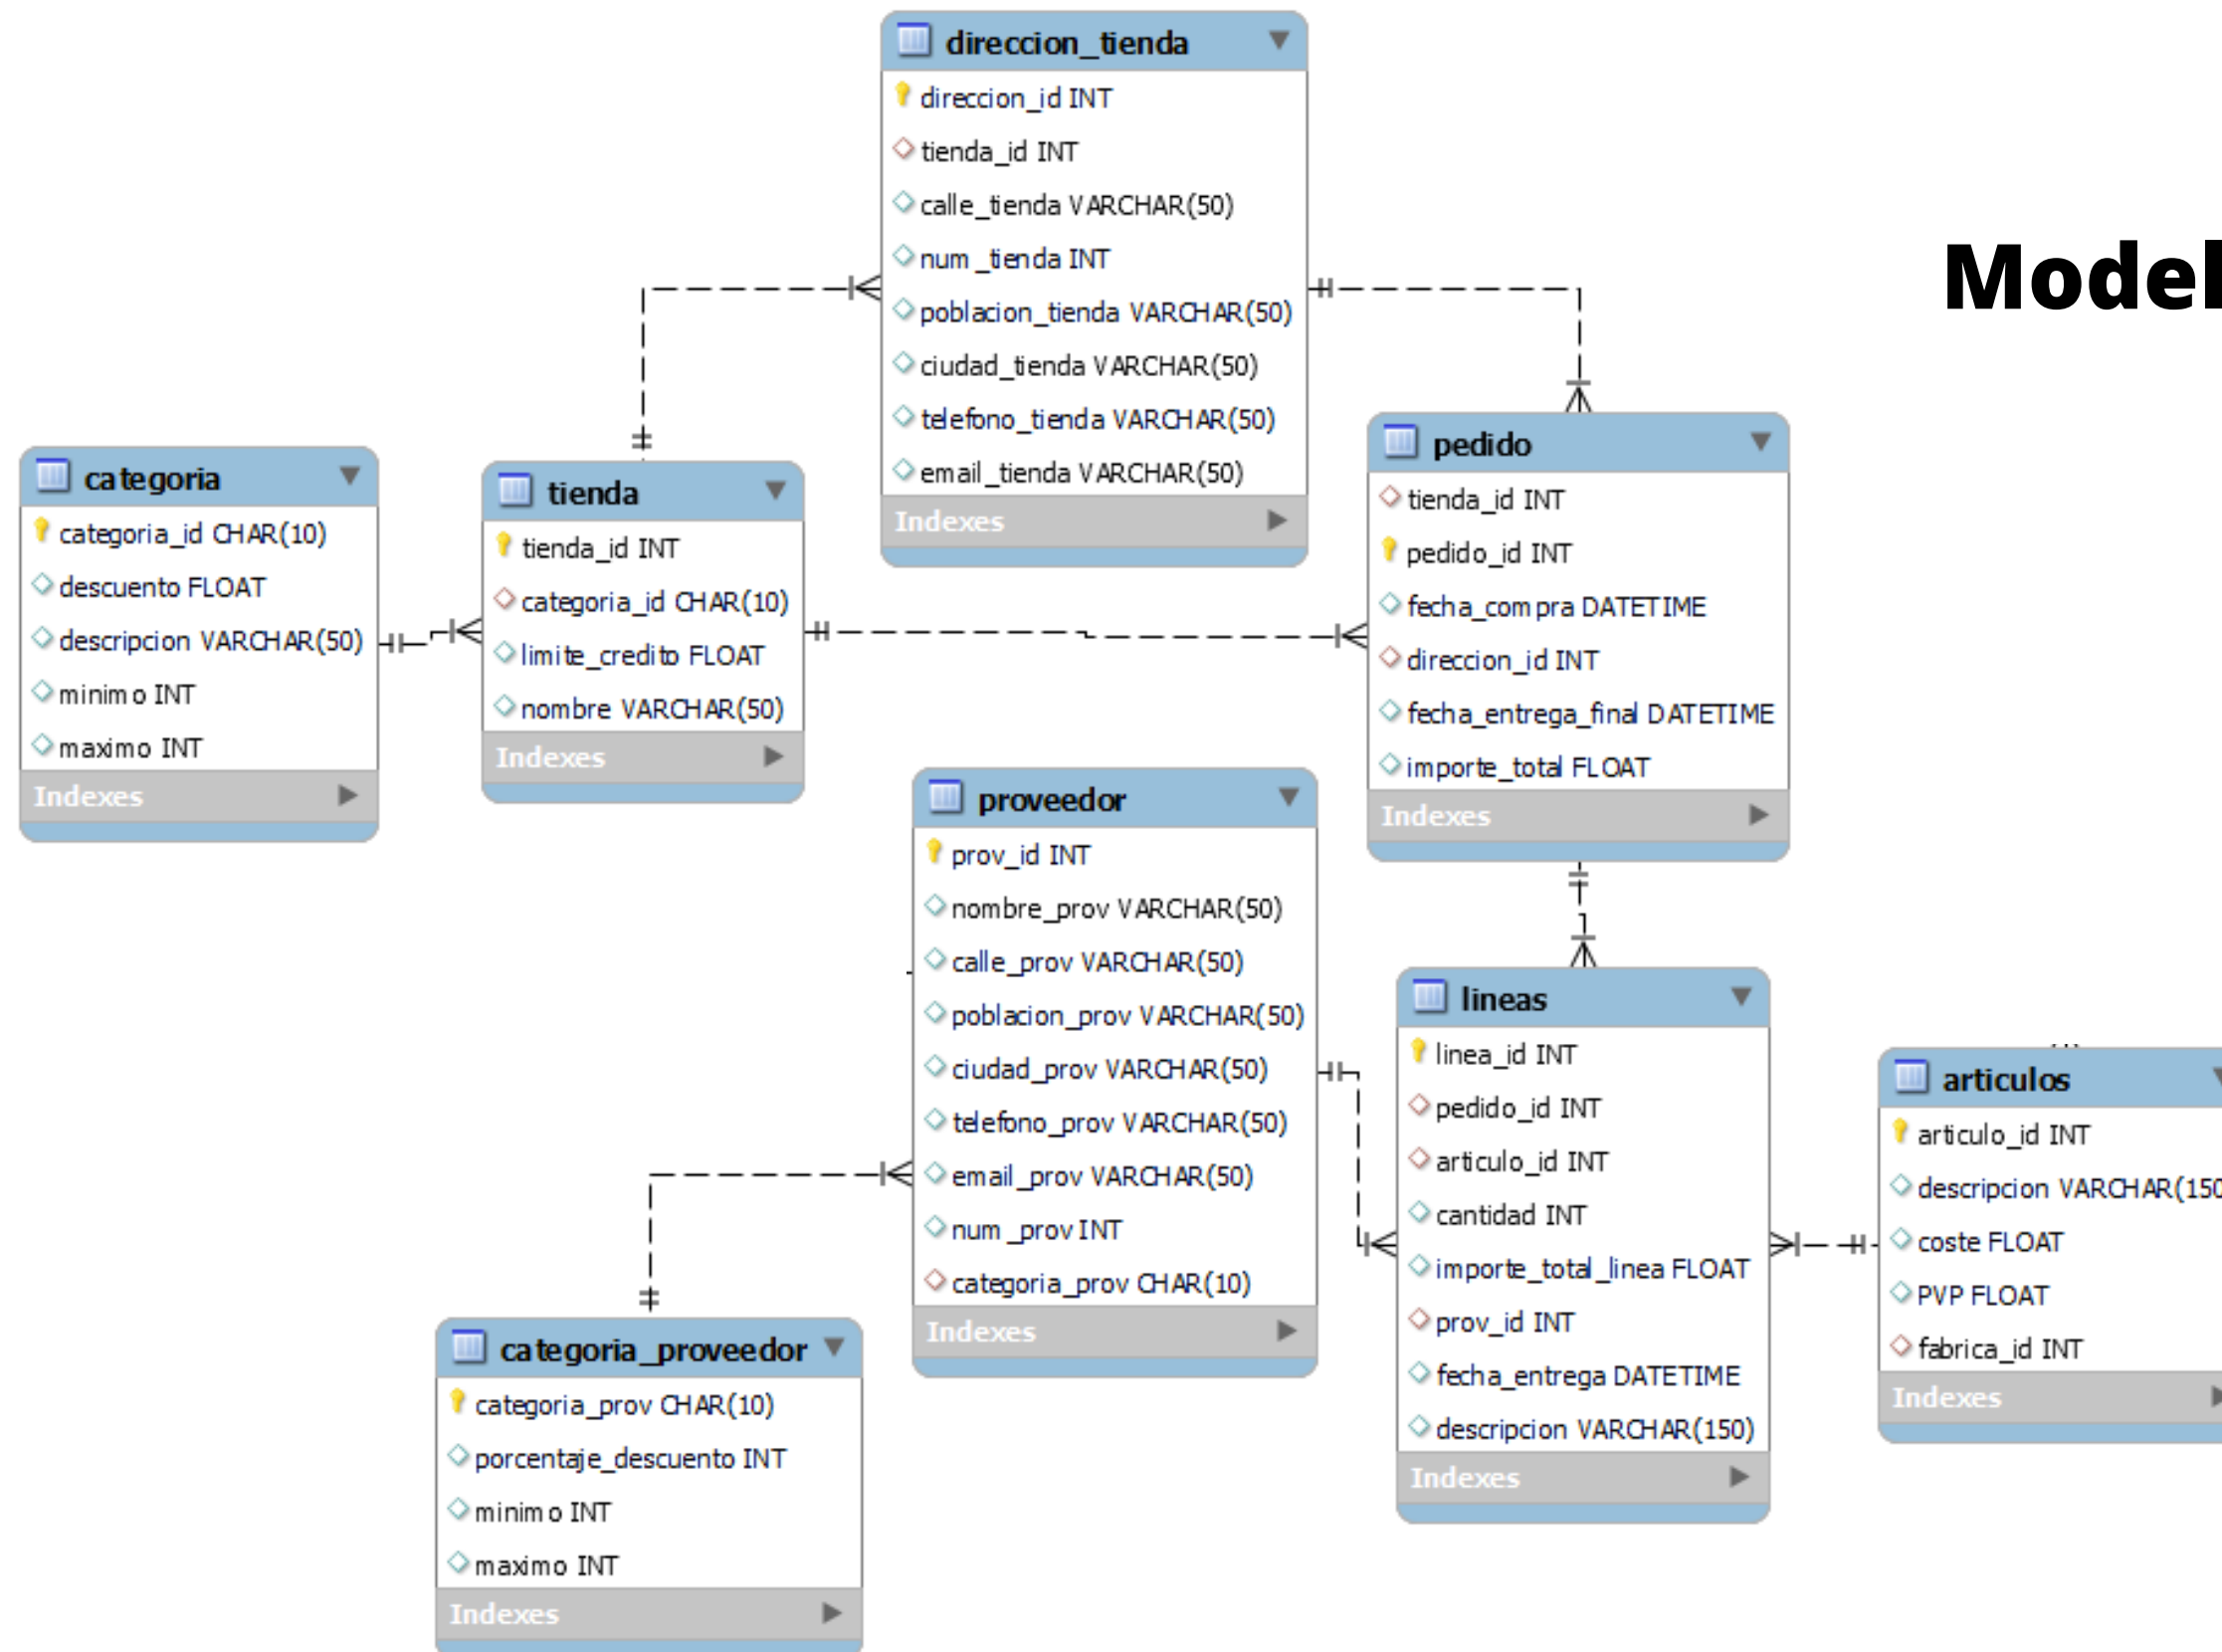 direccion_tienda
direccion_id INT
tienda_id INT
calle_tienda VARCHAR(50)
num_tienda INT
poblacion_tienda VARCHAR(50)
ciudad_tienda VARCHAR(50)
telefono_tienda VARCHAR(50)
email_tienda VARCHAR(50)
Indexes
Model
categoria
categoria_id CHAR(10)
descuento FLOAT
descripcion VARCHAR(50)
minimo INT
maximo INT
Indexes
tienda
tienda_id INT
categoria_id CHAR(10)
limite_credito FLOAT
nombre VARCHAR(50)
Indexes
pedido
tienda_id INT
pedido_id INT
fecha_compra DATETIME
direccion_id INT
fecha_entrega_final DATETIME
importe_total FLOAT
Indexes
proveedor
prov_id INT
nombre_prov VARCHAR(50)
calle_prov VARCHAR(50)
poblacion_prov VARCHAR(50)
ciudad_prov VARCHAR(50)
telefono_prov VARCHAR(50)
email_prov VARCHAR(50)
num_prov INT
categoria_prov CHAR(10)
Indexes
lineas
linea_id INT
pedido_id INT
articulo_id INT
cantidad INT
importe_total_linea FLOAT
prov_id INT
fecha_entrega DATETIME
descripcion VARCHAR(150)
Indexes
articulos
articulo_id INT
descripcion VARCHAR(150
coste FLOAT
PVP FLOAT
fabrica_id INT
Indexes
categoria_proveedor
categoria_prov CHAR(10)
porcentaje_descuento INT
minimo INT
maximo INT
Indexes